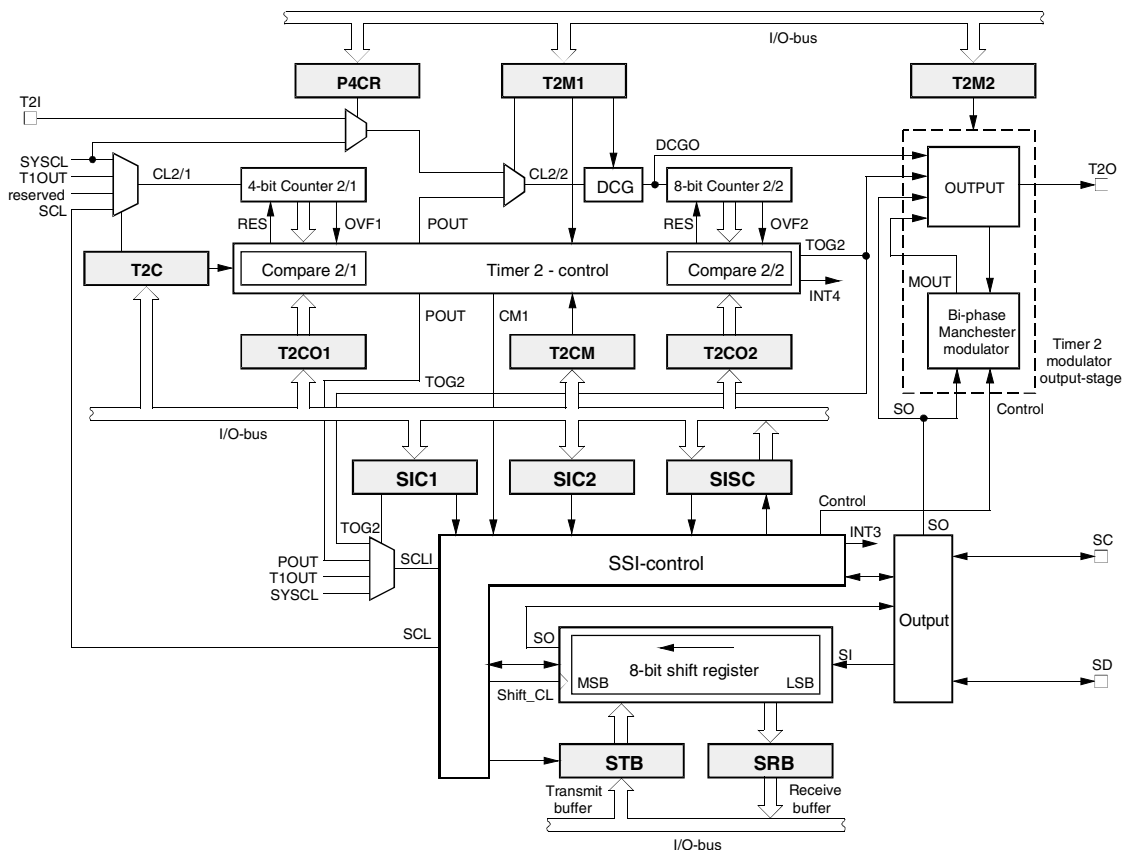 I/O-bus
P4CR
T2M1
T2M2
T2I
DCGO
SYSCL
T1OUT
reserved
SCL
CL2/1
4-bit Counter 2/1
CL2/2
DCG
8-bit Counter 2/2
OUTPUT
T2O
RES
OVF1
POUT
RES
OVF2
TOG2
T2C
Compare 2/1
Timer 2 - control
Compare 2/2
INT4
MOUT
POUT
CM1
Bi-phase
Manchester
modulator
Timer 2
modulator
output-stage
T2CO1
T2CM
T2CO2
TOG2
I/O-bus
SO
Control
SIC1
SIC2
SISC
TOG2
Control
INT3
SO
SC
POUT
T1OUT
SYSCL
SCLI
SSI-control
Output
SCL
SO
8-bit shift register
MSB
LSB
SI
SD
Shift_CL
STB
SRB
Transmit
buffer
Receive
buffer
I/O-bus